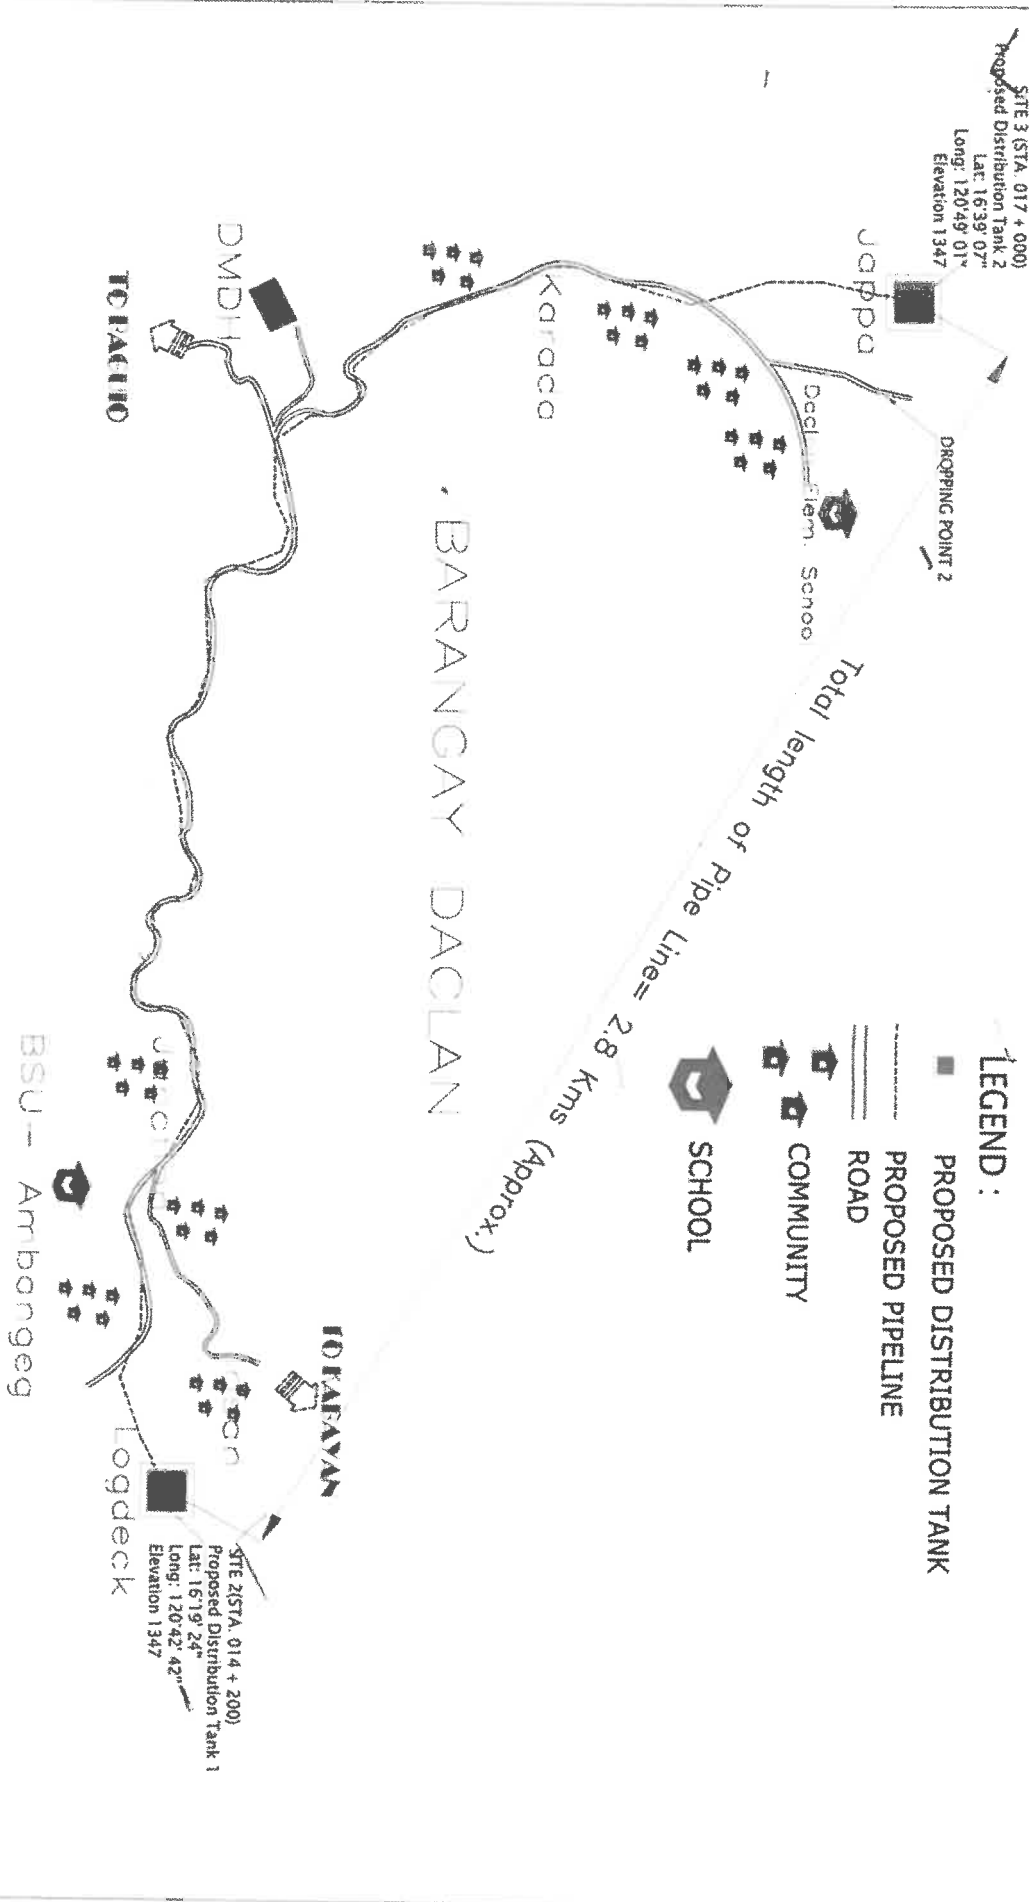 SITE 3 (STA. 017 + 000)
Proposed Distribution Tank 2
Lat: 16'39' 07"
Long: 120'49' 01"
Elevation 1347
Jappa
DROPPING POINT 2
Elem. School
Karaca
DMDH
TO BAGUIO
BARANGAY DACLAN
Total length of Pipe Line= 2.8 Kms (Approx.)
LEGEND :
PROPOSED DISTRIBUTION TANK
PROPOSED PIPELINE
ROAD
COMMUNITY
SCHOOL
BSU- Ambangeg
TO KABAYAN
Logdeck
SITE 2(STA. 014 + 200)
Proposed Distribution Tank 1
Lat: 16'19' 24"
Long: 120'42' 42"
Elevation 1347